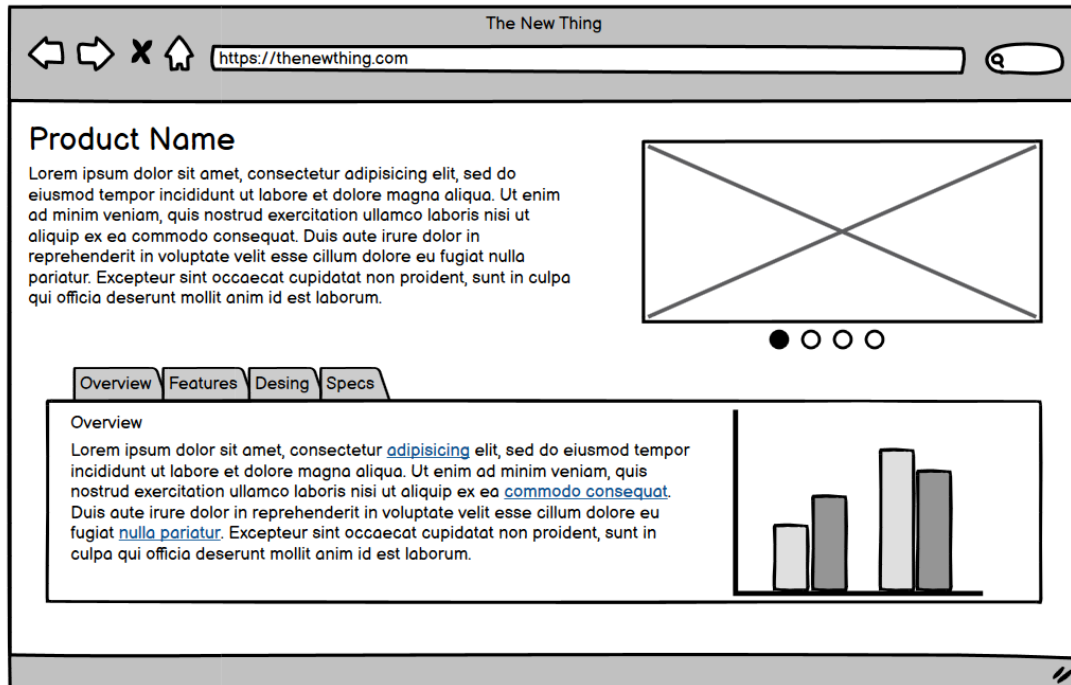 The New Thing
https://thenewthing.com
Product Name
Lorem ipsum dolor sit amet, consectetur adipisicing elit, sed do
eiusmod tempor incididunt ut labore et dolore magna aliqua. Ut enim
ad minim veniam, quis nostrud exercitation ullamco laboris nisi ut
aliquip ex ea commodo consequat. Duis aute irure dolor in
reprehenderit in voluptate velit esse cillum dolore eu fugiat nulla
pariatur. Excepteur sint occaecat cupidatat non proident, sunt in culpa
qui officia deserunt mollit anim id est laborum.
Overview Features Desing Specs
Overview
Lorem ipsum dolor sit amet, consectetur adipisicing elit, sed do eiusmod tempor
incididunt ut labore et dolore magna aliqua. Ut enim ad minim veniam, quis
nostrud exercitation ullamco laboris nisi ut aliquip ex ea commodo consequat.
Duis aute irure dolor in reprehenderit in voluptate velit esse cillum dolore eu
fugiat nulla pariatur. Excepteur sint occaecat cupidatat non proident, sunt in
culpa qui officia deserunt mollit anim id est laborum.